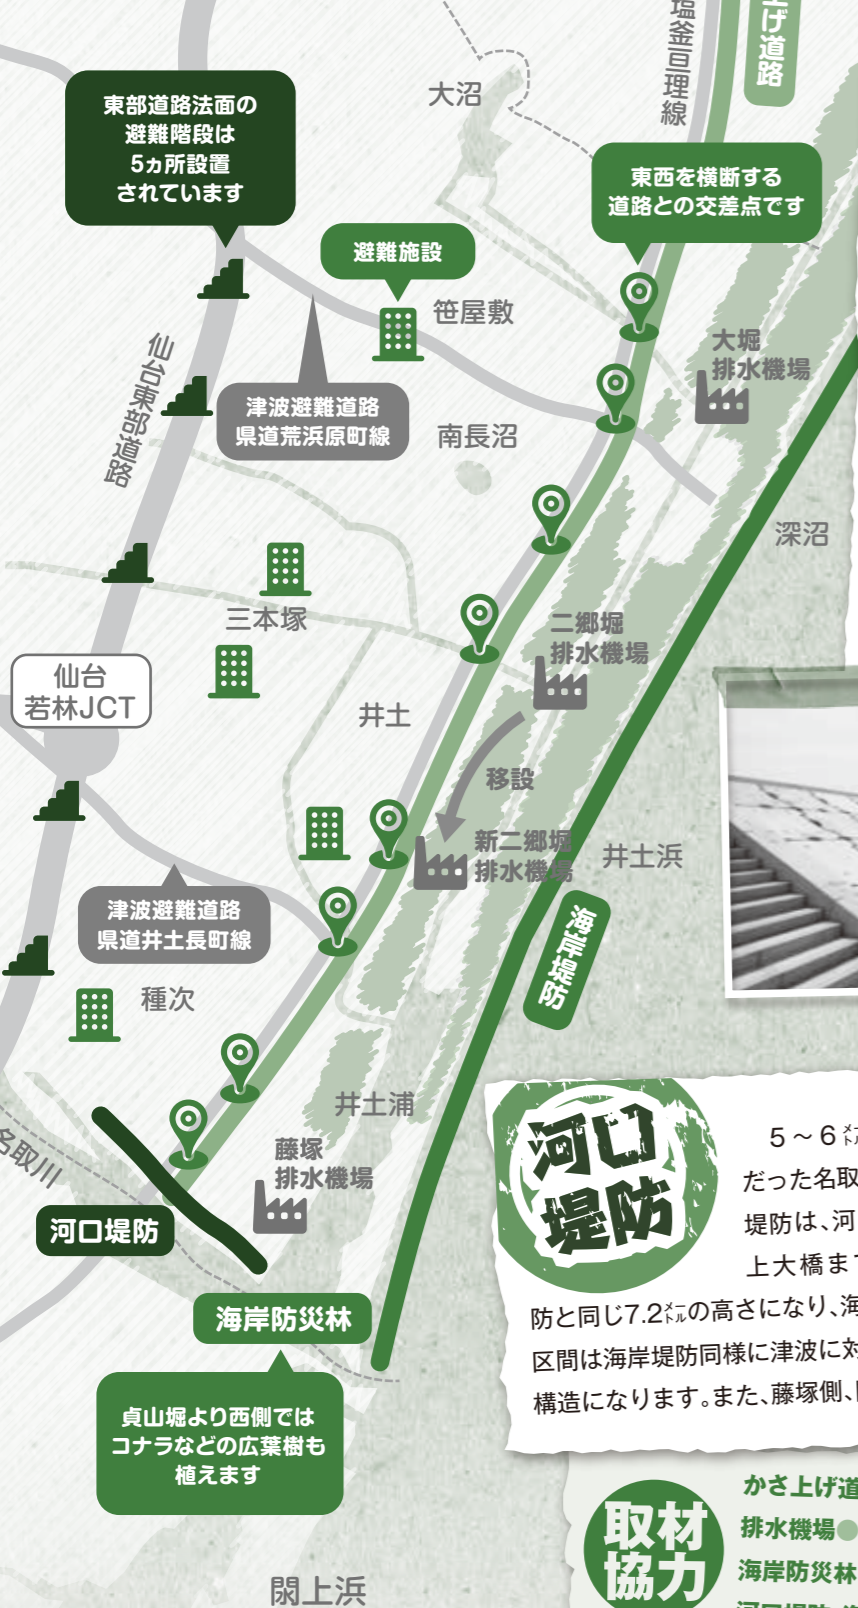 塩釜亘理線
上げ道路
大沼
東部道路法面の
避難階段は
5ヵ所設置
されています
東西を横断する
道路との交差点です
避難施設
笹屋敷
大堀
排水機場
仙台東部道路
津波避難道路
県道荒浜原町線
南長沼
深沼
三本塚
二郷堀
排水機場
仙台
若林JCT
井土
移設
新二郷堀
排水機場
井土浜
津波避難道路
県道井土長町線
海岸堤防
種次
井土浦
名取川
藤塚
排水機場
河口堤防
海岸防災林
貞山堀より西側では
コナラなどの広葉樹も
植えます
閖上浜
河口
堤防
5～6㍍
だった名取
堤防は、河
上大橋ま
防と同じ7.2㍍の高さになり、海
区間は海岸堤防同様に津波に対
構造になります。また、藤塚側、
取材
協力
かさ上げ道
排水機場●
海岸防災林